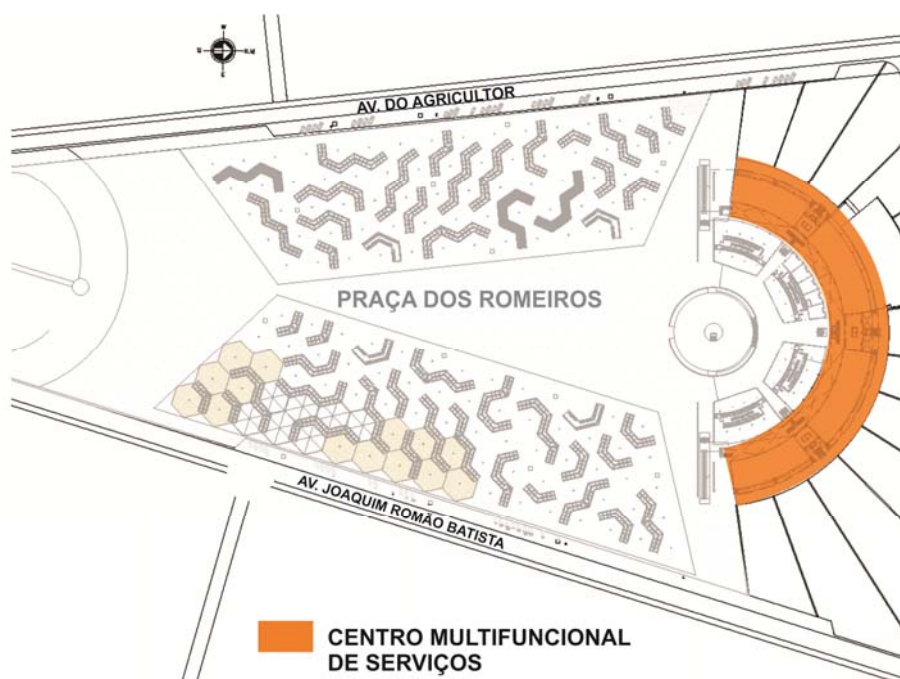 AV. DO AGRICULTOR
PRAÇA DOS ROMEIROS
AV. JOAQUIM ROMÃO BATISTA
CENTRO MULTIFUNCIONAL
DE SERVIÇOS